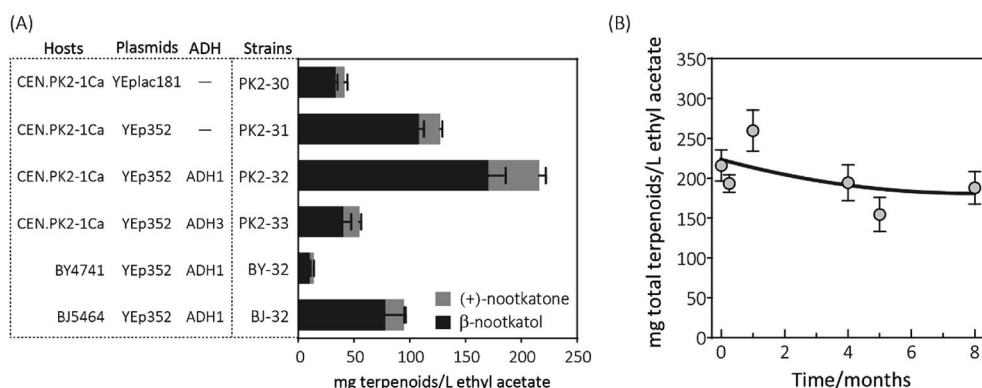 (A)
Hosts Plasmids ADH Strains
CEN.PK2-1Ca YEplac181 — PK2-30
CEN.PK2-1Ca YEp352 — PK2-31
CEN.PK2-1Ca YEp352 ADH1 PK2-32
CEN.PK2-1Ca YEp352 ADH3 PK2-33
BY4741 YEp352 ADH1 BY-32
BJ5464 YEp352 ADH1 BJ-32
(+)-nootkatone
β-nootkatol
0 50 100 150 200 250
mg terpenoids/L ethyl acetate
(B)
mg total terpenoids/L ethyl acetate
350
300
250
200
150
100
50
0
0 2 4 6 8
Time/months